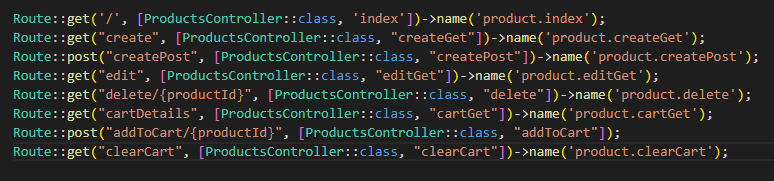 Route::get('/', [ProductsController::class, 'index'])->name('product.index');
Route::get("create", [ProductsController::class, "createGet"])->name('product.createGet');
Route::post("createPost", [ProductsController::class, "createPost"])->name('product.createPost');
Route::get("edit", [ProductsController::class, "editGet"])->name('product.editGet');
Route::get("delete/{productId}", [ProductsController::class, "delete"])->name('product.delete');
Route::get("cartDetails", [ProductsController::class, "cartGet"])->name('product.cartGet');
Route::post("addToCart/{productId}", [ProductsController::class, "addToCart"]);
Route::get("clearCart", [ProductsController::class, "clearCart"])->name('product.clearCart');